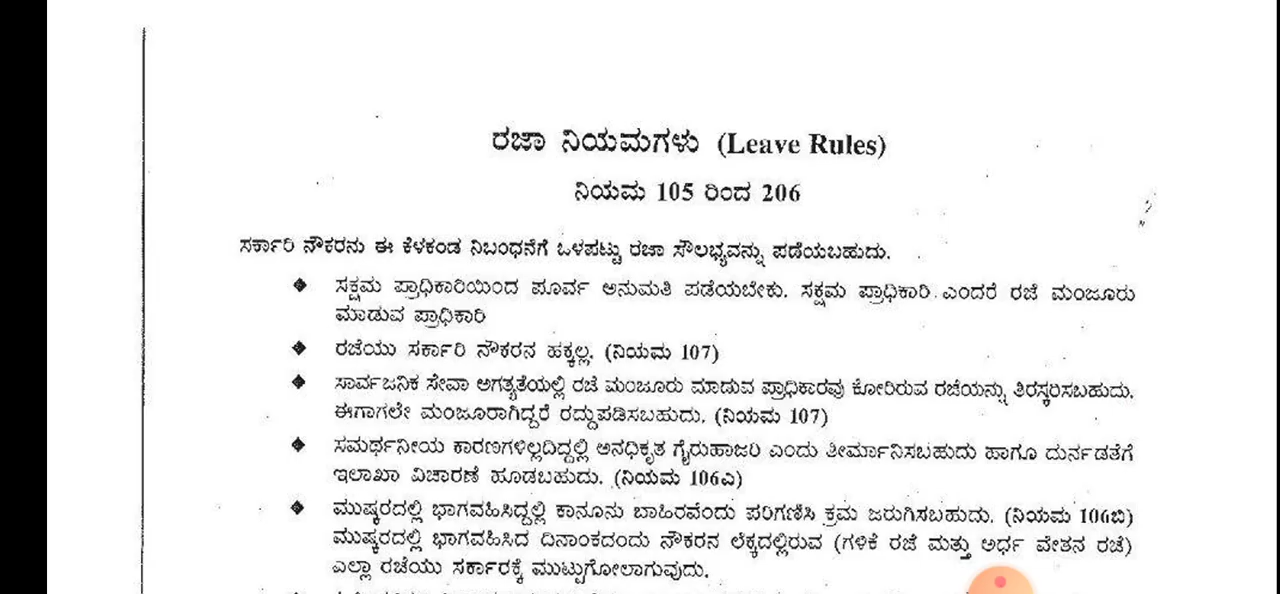 ರಜಾ ನಿಯಮಗಳು (Leave Rules)
ನಿಯಮ 105 ರಿಂದ 206
ಸರ್ಕಾರಿ ನೌಕರನು ಈ ಕೆಳಕಂಡ ನಿಬಂಧನೆಗೆ ಒಳಪಟ್ಟು ರಜಾ ಸೌಲಭ್ಯವನ್ನು ಪಡೆಯಬಹುದು.
❖ ಸಕ್ಷಮ ಪ್ರಾಧಿಕಾರಿಯಿಂದ ಪೂರ್ವ ಅನುಮತಿ ಪಡೆಯಬೇಕು. ಸಕ್ಷಮ ಪ್ರಾಧಿಕಾರಿ ಎಂದರೆ ರಜೆ ಮಂಜೂರು
ಮಾಡುವ ಪ್ರಾಧಿಕಾರಿ
❖ ರಜೆಯು ಸರ್ಕಾರಿ ನೌಕರನ ಹಕ್ಕಲ್ಲ. (ನಿಯಮ 107)
❖ ಸಾರ್ವಜನಿಕ ಸೇವಾ ಅಗತ್ಯತೆಯಲ್ಲಿ ರಜೆ ಮಂಜೂರು ಮಾಡುವ ಪ್ರಾಧಿಕಾರವು ಕೋರಿರುವ ರಜೆಯನ್ನು ತಿರಸ್ಕರಿಸಬಹುದು.
ಈಗಾಗಲೇ ಮಂಜೂರಾಗಿದ್ದರೆ ರದ್ದುಪಡಿಸಬಹುದು. (ನಿಯಮ 107)
❖ ಸಮರ್ಥನೀಯ ಕಾರಣಗಳಿಲ್ಲದಿದ್ದಲ್ಲಿ ಅನಧಿಕೃತ ಗೈರುಹಾಜರಿ ಎಂದು ತೀರ್ಮಾನಿಸಬಹುದು ಹಾಗೂ ದುರ್ನಡತೆಗೆ
ಇಲಾಖಾ ವಿಚಾರಣೆ ಹೂಡಬಹುದು. (ನಿಯಮ 106ಎ)
❖ ಮುಷ್ಕರದಲ್ಲಿ ಭಾಗವಹಿಸಿದ್ದಲ್ಲಿ ಕಾನೂನು ಬಾಹಿರವೆಂದು ಪರಿಗಣಿಸಿ ಕ್ರಮ ಜರುಗಿಸಬಹುದು. (ನಿಯಮ 106ಬಿ)
ಮುಷ್ಕರದಲ್ಲಿ ಭಾಗವಹಿಸಿದ ದಿನಾಂಕದಂದು ನೌಕರನ ಲೆಕ್ಕದಲ್ಲಿರುವ (ಗಳಿಕೆ ರಜೆ ಮತ್ತು ಅರ್ಧ ವೇತನ ರಜೆ)
ಎಲ್ಲಾ ರಜೆಯು ಸರ್ಕಾರಕ್ಕೆ ಮುಟ್ಟುಗೋಲಾಗುವುದು.